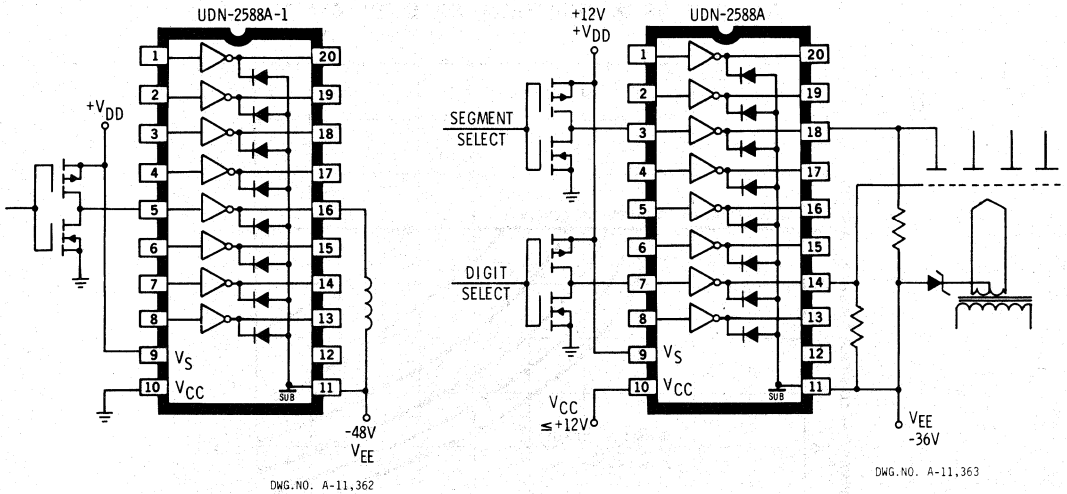 UDN-2588A-1
1
2
3
4
5
6
7
8
9
10
20
19
18
17
16
15
14
13
12
11
+VDD
VS
VCC
SUB
-48V
VEE
DWG.NO. A-11,362
UDN-2588A
+12V
+VDD
SEGMENT
SELECT
DIGIT
SELECT
1
2
3
4
5
6
7
8
9
10
20
19
18
17
16
15
14
13
12
11
VS
VCC
SUB
VCC
≤+12V
VEE
-36V
DWG.NO. A-11,363